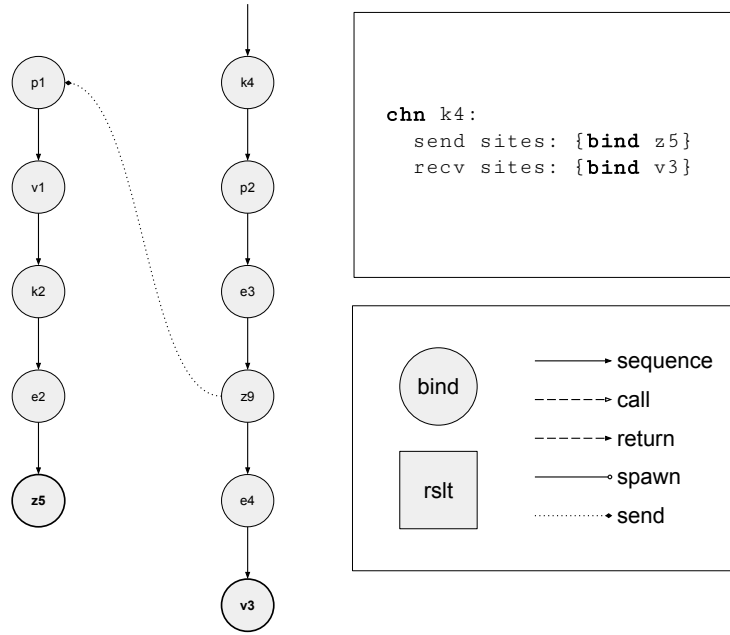 p1
v1
k2
e2
z5
k4
p2
e3
z9
e4
v3
chn k4:
send sites: {bind z5}
recv sites: {bind v3}
bind
rslt
sequence
call
return
spawn
send